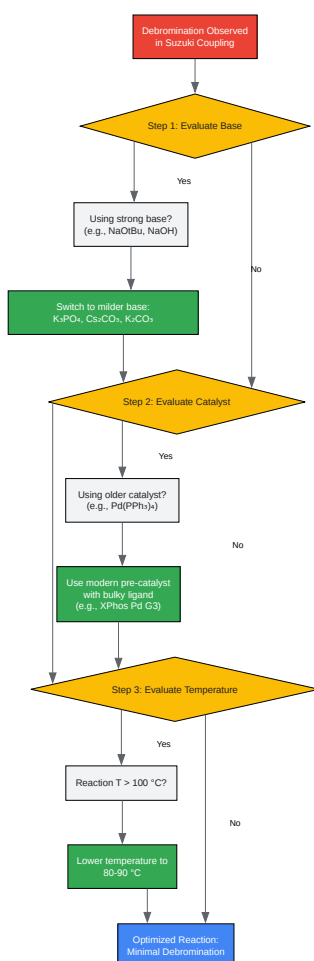 Debromination Observed
in Suzuki Coupling
Step 1: Evaluate Base
Yes
Using strong base?
(e.g., NaOtBu, NaOH)
No
Switch to milder base:
K₃PO₄, Cs₂CO₃, K₂CO₃
Step 2: Evaluate Catalyst
Yes
Using older catalyst?
(e.g., Pd(PPh₃)₄)
No
Use modern pre-catalyst
with bulky ligand
(e.g., XPhos Pd G3)
Step 3: Evaluate Temperature
Yes
Reaction T > 100 °C?
No
Lower temperature to
80-90 °C
Optimized Reaction:
Minimal Debromination